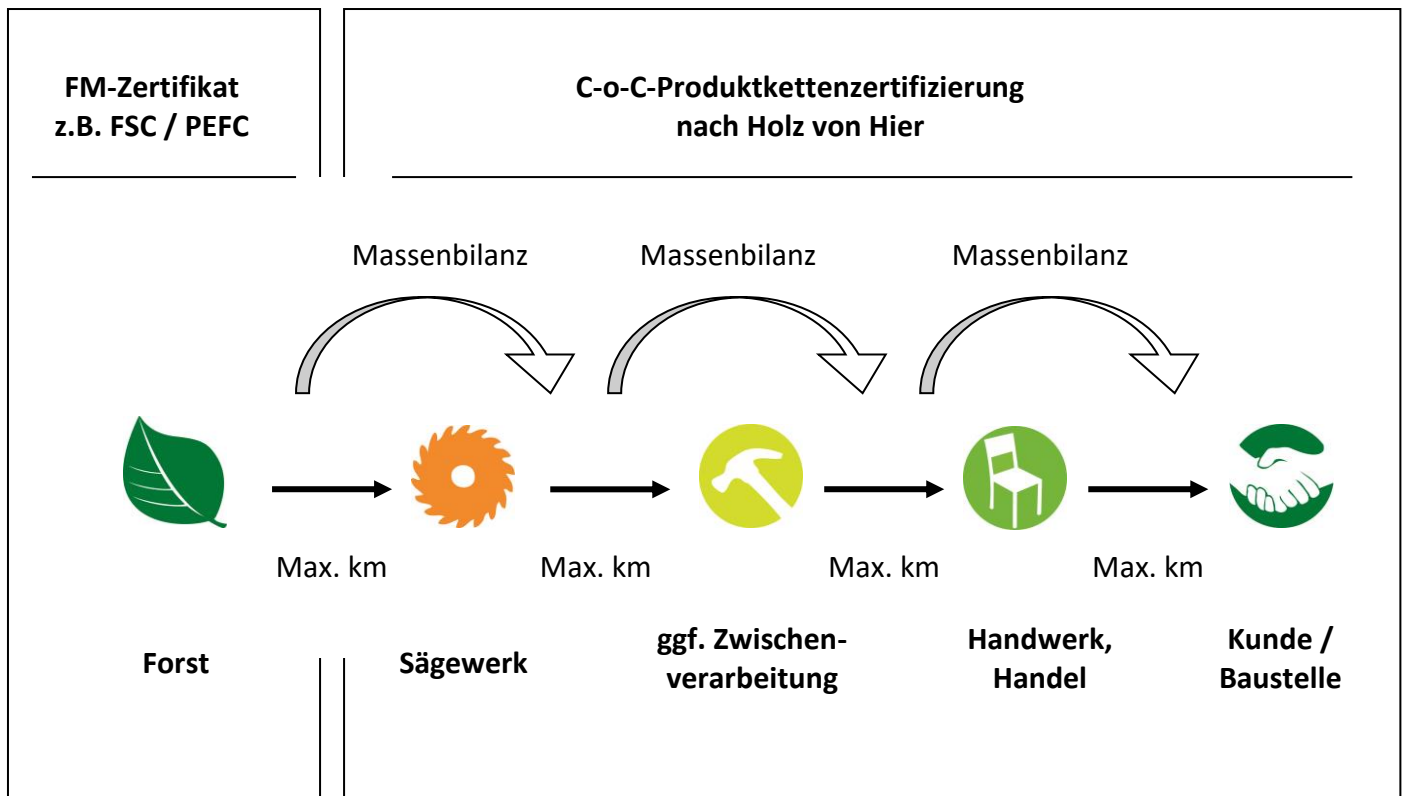 FM-Zertifikat
z.B. FSC / PEFC
C-o-C-Produktkettenzertifizierung
nach Holz von Hier
Massenbilanz
Massenbilanz
Massenbilanz
Max. km
Max. km
Max. km
Max. km
Forst
Sägewerk
ggf. Zwischen-
verarbeitung
Handwerk,
Handel
Kunde /
Baustelle